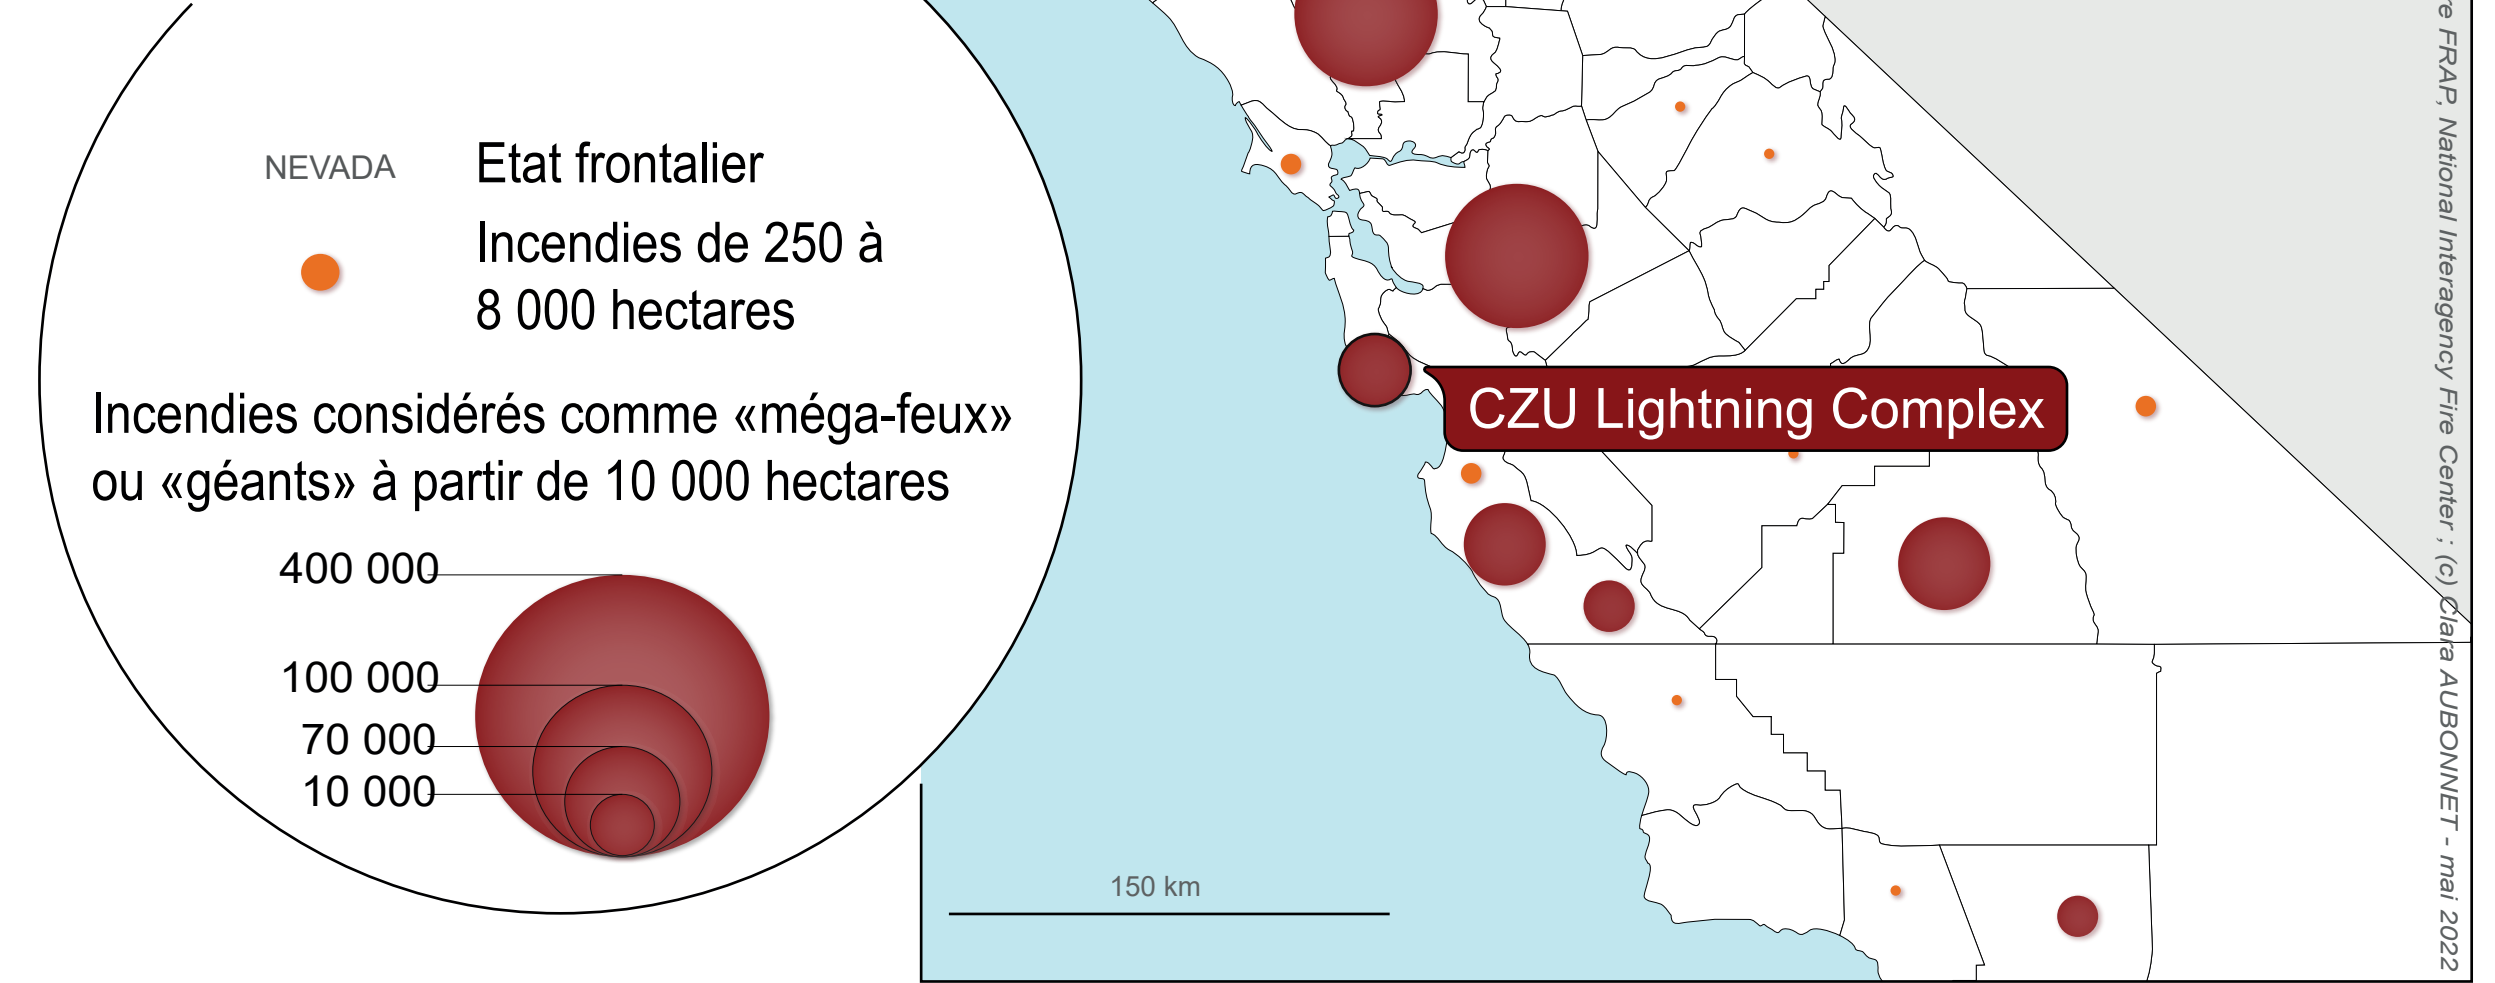 NEVADA
Etat frontalier
Incendies de 250 à
8 000 hectares
Incendies considérés comme «méga-feux»
ou «géants» à partir de 10 000 hectares
400 000
100 000
70 000
10 000
CZU Lightning Complex
150 km
re FRAP, National Interagency Fire Center ; (c) Clara AUBONNET - mai 2022